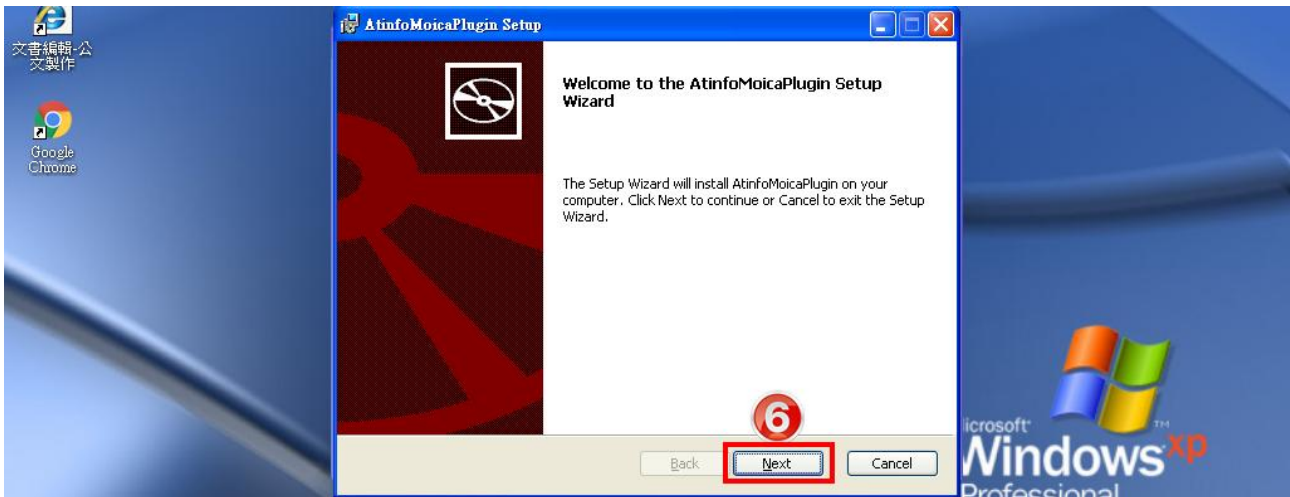 文書編輯-公
文製作
Google
Chrome
AtinfoMoicaPlugin Setup
Welcome to the AtinfoMoicaPlugin Setup
Wizard
The Setup Wizard will install AtinfoMoicaPlugin on your
computer. Click Next to continue or Cancel to exit the Setup
Wizard.
6
Back
Next
Cancel
icrosoft
TM
Windows xp
Professional